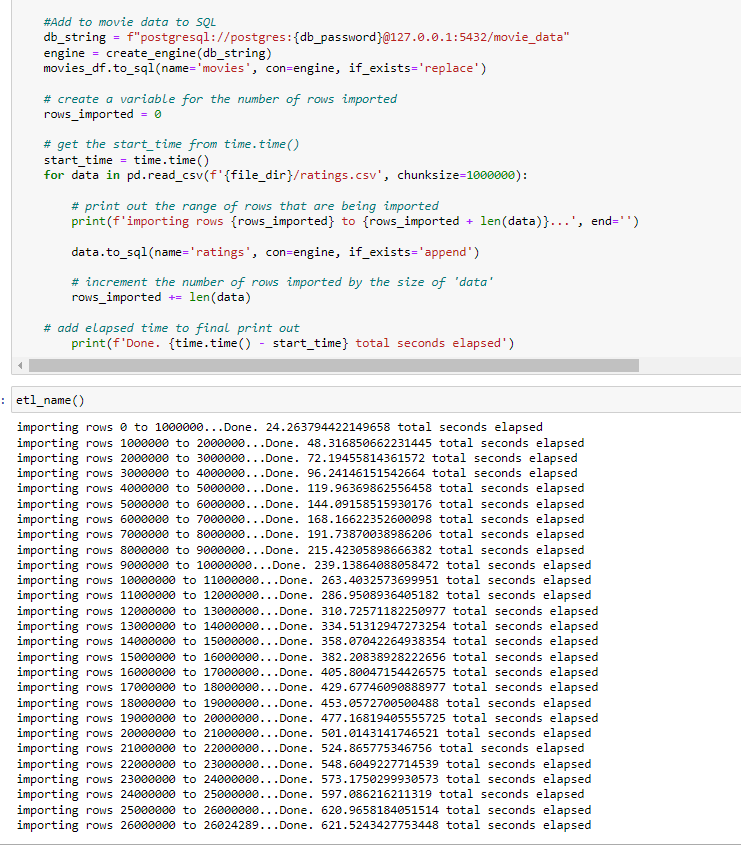 #Add to movie data to SQL
db_string = f"postgresql://postgres:{db_password}@127.0.0.1:5432/movie_data"
engine = create_engine(db_string)
movies_df.to_sql(name='movies', con=engine, if_exists='replace')
# create a variable for the number of rows imported
rows_imported = 0
# get the start_time from time.time()
start_time = time.time()
for data in pd.read_csv(f'{file_dir}/ratings.csv', chunksize=1000000):
# print out the range of rows that are being imported
print(f'importing rows {rows_imported} to {rows_imported + len(data)}...', end='')
data.to_sql(name='ratings', con=engine, if_exists='append')
# increment the number of rows imported by the size of 'data'
rows_imported += len(data)
# add elapsed time to final print out
print(f'Done. {time.time() - start_time} total seconds elapsed')
: etl_name()
importing rows 0 to 1000000...Done. 24.263794422149658 total seconds elapsed
importing rows 1000000 to 2000000...Done. 48.316850662231445 total seconds elapsed
importing rows 2000000 to 3000000...Done. 72.19455814361572 total seconds elapsed
importing rows 3000000 to 4000000...Done. 96.24146151542664 total seconds elapsed
importing rows 4000000 to 5000000...Done. 119.96369862556458 total seconds elapsed
importing rows 5000000 to 6000000...Done. 144.09158515930176 total seconds elapsed
importing rows 6000000 to 7000000...Done. 168.16622352600098 total seconds elapsed
importing rows 7000000 to 8000000...Done. 191.73870038986206 total seconds elapsed
importing rows 8000000 to 9000000...Done. 215.42305898666382 total seconds elapsed
importing rows 9000000 to 10000000...Done. 239.13864088058472 total seconds elapsed
importing rows 10000000 to 11000000...Done. 263.4032573699951 total seconds elapsed
importing rows 11000000 to 12000000...Done. 286.9508936405182 total seconds elapsed
importing rows 12000000 to 13000000...Done. 310.72571182250977 total seconds elapsed
importing rows 13000000 to 14000000...Done. 334.51312947273254 total seconds elapsed
importing rows 14000000 to 15000000...Done. 358.07042264938354 total seconds elapsed
importing rows 15000000 to 16000000...Done. 382.20838928222656 total seconds elapsed
importing rows 16000000 to 17000000...Done. 405.80047154426575 total seconds elapsed
importing rows 17000000 to 18000000...Done. 429.67746090888977 total seconds elapsed
importing rows 18000000 to 19000000...Done. 453.0572700500488 total seconds elapsed
importing rows 19000000 to 20000000...Done. 477.16819405555725 total seconds elapsed
importing rows 20000000 to 21000000...Done. 501.0143141746521 total seconds elapsed
importing rows 21000000 to 22000000...Done. 524.865775346756 total seconds elapsed
importing rows 22000000 to 23000000...Done. 548.6049227714539 total seconds elapsed
importing rows 23000000 to 24000000...Done. 573.1750299930573 total seconds elapsed
importing rows 24000000 to 25000000...Done. 597.086216211319 total seconds elapsed
importing rows 25000000 to 26000000...Done. 620.9658184051514 total seconds elapsed
importing rows 26000000 to 26024289...Done. 621.5243427753448 total seconds elapsed